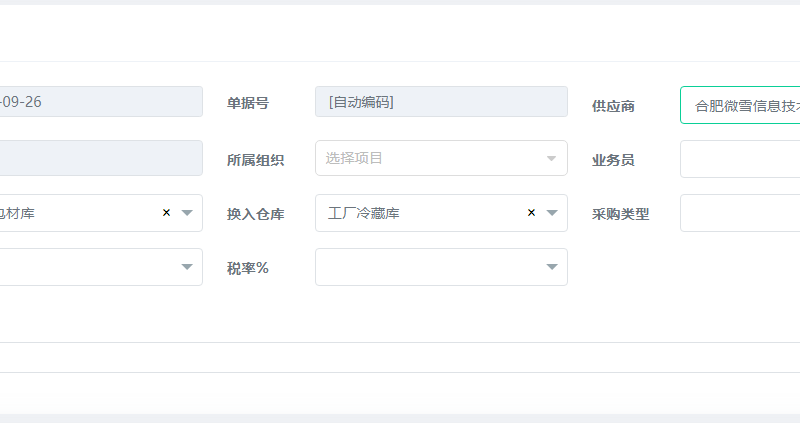 -09-26 单据号 [自动编码] 供应商 合肥微雪信息技
所属组织 选择项目 业务员
包材库 × 换入仓库 工厂冷藏库 × 采购类型
税率%